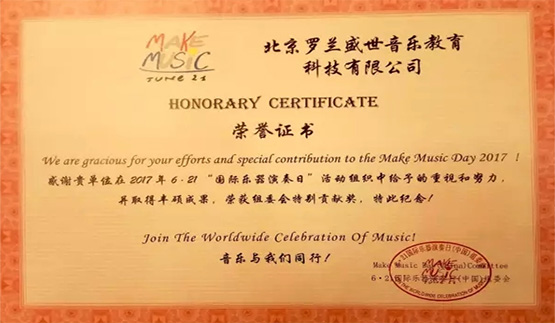 MAKE
MUSIC
JUNE 21
北京罗兰盛世音乐教育
科技有限公司
HONORARY CERTIFICATE
荣誉证书
We are gracious for your efforts and special contribution to the Make Music Day 2017 !
感谢贵单位在2017年6·21“国际乐器演奏日”活动组织中给予的重视和努力，
并取得丰硕成果，荣获组委会特别贡献奖，特此纪念！
Join The Worldwide Celebration Of Music!
音乐与我们同行！
Make Music Day (China) Committee
6·21国际乐器演奏日(中国)组委会